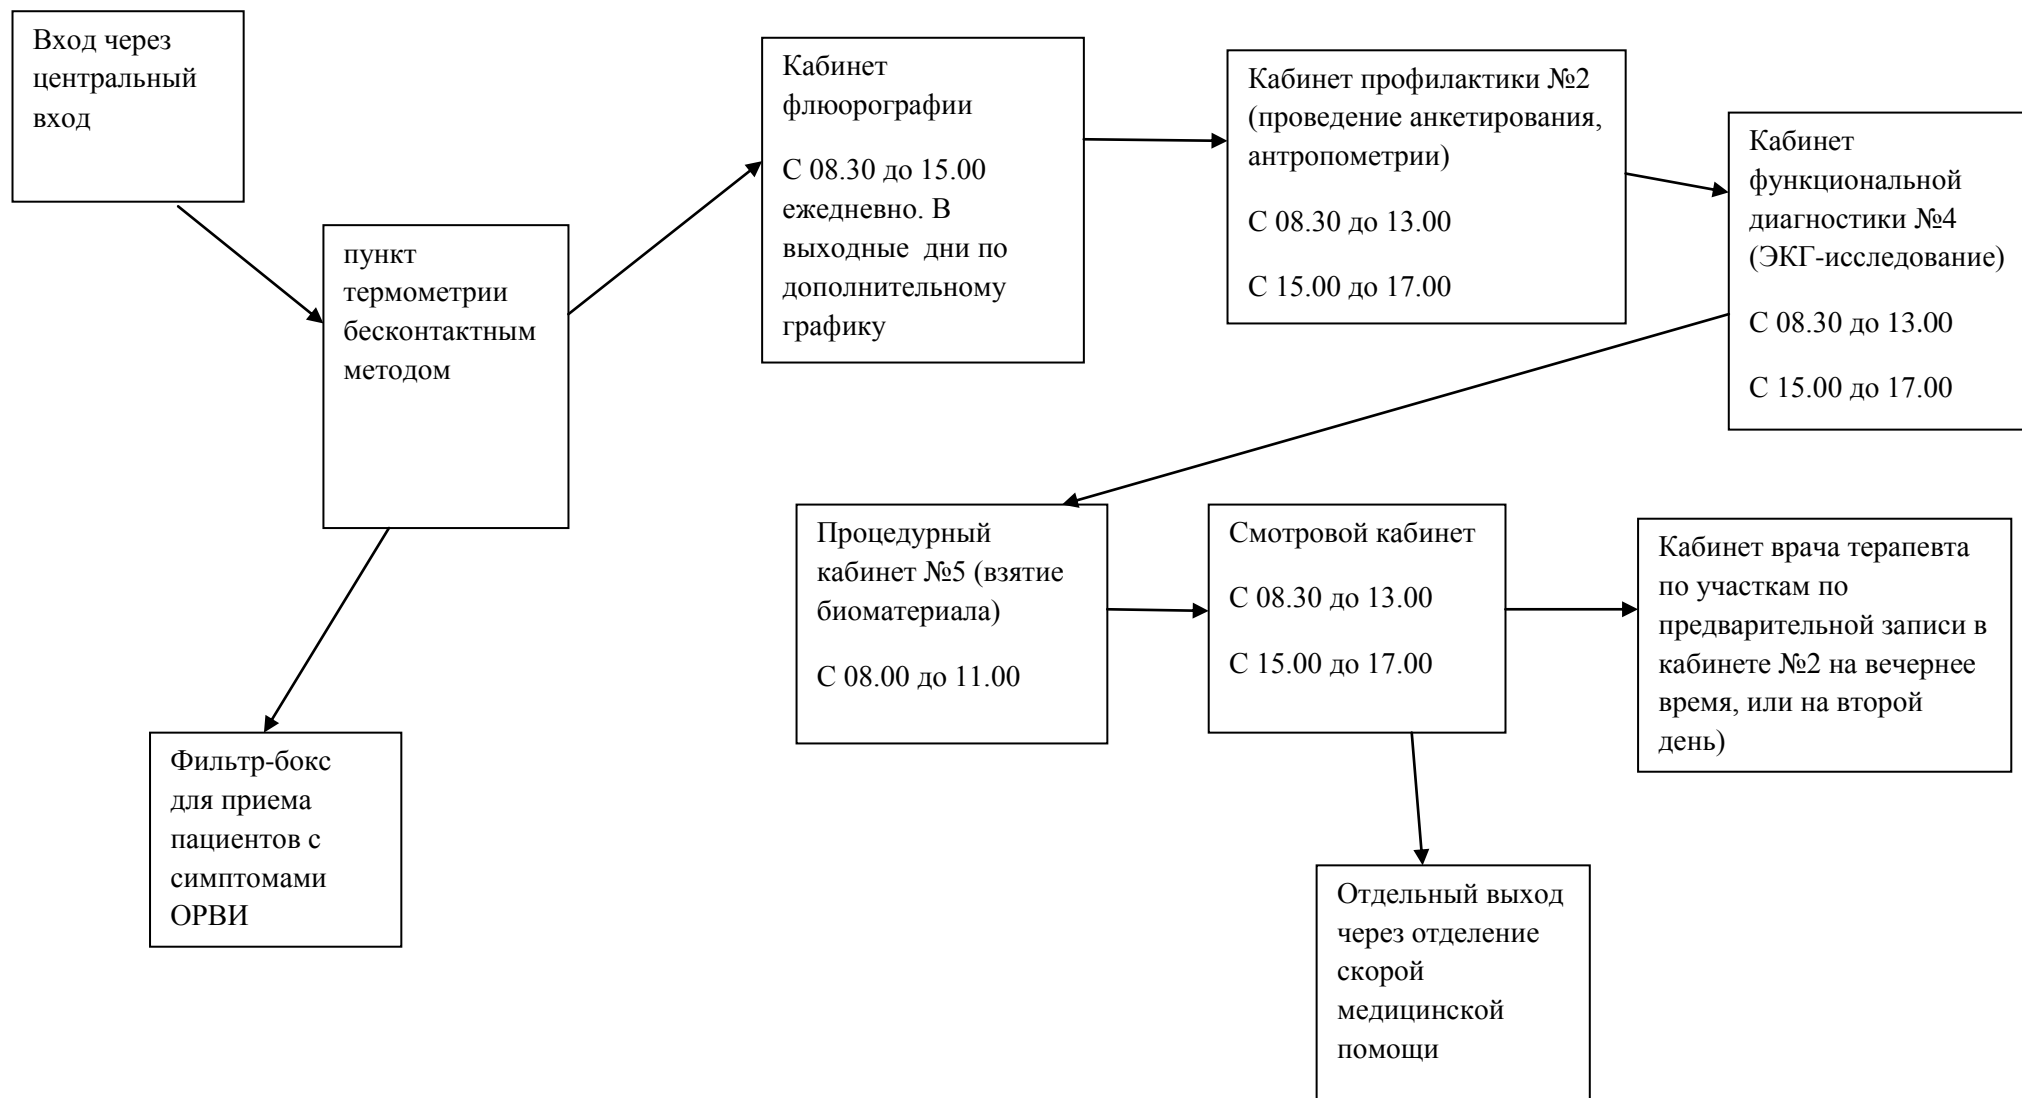 Вход через
центральный
вход
пункт
термометрии
бесконтактным
методом
Кабинет
флюорографии
С 08.30 до 15.00
ежедневно. В
выходные  дни по
дополнительному
графику
Кабинет профилактики №2
(проведение анкетирования,
антропометрии)
С 08.30 до 13.00
С 15.00 до 17.00
Кабинет
функциональной
диагностики №4
(ЭКГ-исследование)
С 08.30 до 13.00
С 15.00 до 17.00
Процедурный
кабинет №5 (взятие
биоматериала)
С 08.00 до 11.00
Смотровой кабинет
С 08.30 до 13.00
С 15.00 до 17.00
Кабинет врача терапевта
по участкам по
предварительной записи в
кабинете №2 на вечернее
время, или на второй
день)
Фильтр-бокс
для приема
пациентов с
симптомами
ОРВИ
Отдельный выход
через отделение
скорой
медицинской
помощи